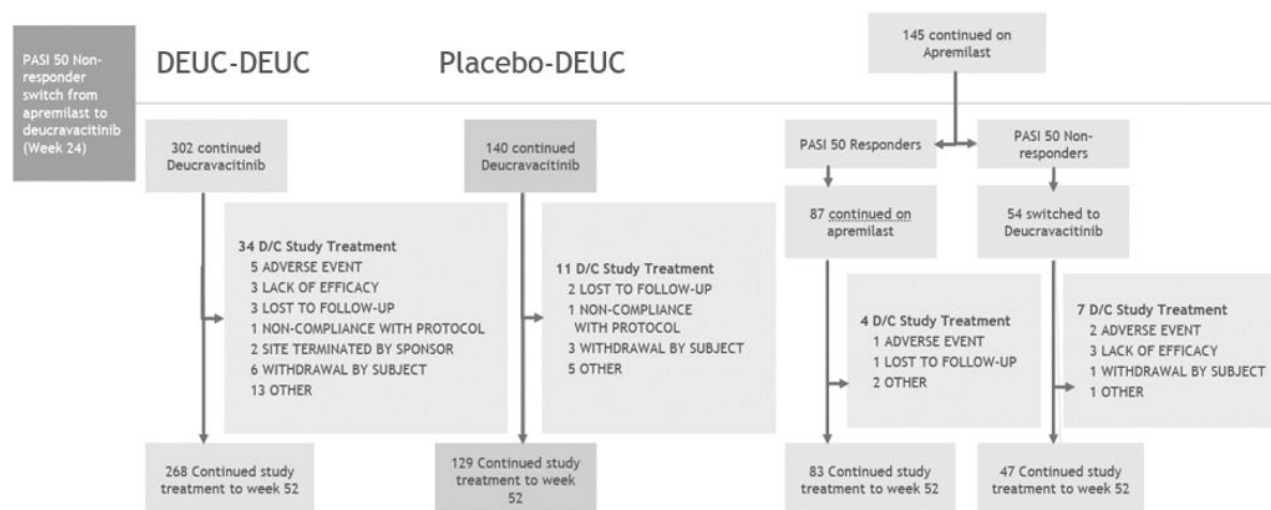 PASI 50 Non-
responder
switch from
apremilast to
deucravacitinib
(Week 24)
DEUC-DEUC
Placebo-DEUC
145 continued on
Apremilast
302 continued
Deucravacitinib
140 continued
Deucravacitinib
PASI 50 Responders
PASI 50 Non-
responders
87 continued on
apremilast
54 switched to
Deucravacitinib
34 D/C Study Treatment
5 ADVERSE EVENT
3 LACK OF EFFICACY
3 LOST TO FOLLOW-UP
1 NON-COMPLIANCE WITH PROTOCOL
2 SITE TERMINATED BY SPONSOR
6 WITHDRAWAL BY SUBJECT
13 OTHER
11 D/C Study Treatment
2 LOST TO FOLLOW-UP
1 NON-COMPLIANCE
WITH PROTOCOL
3 WITHDRAWAL BY SUBJECT
5 OTHER
4 D/C Study Treatment
1 ADVERSE EVENT
1 LOST TO FOLLOW-UP
2 OTHER
7 D/C Study Treatment
2 ADVERSE EVENT
3 LACK OF EFFICACY
1 WITHDRAWAL BY SUBJECT
1 OTHER
268 Continued study
treatment to week 52
129 Continued study
treatment to week
52
83 Continued study
treatment to week 52
47 Continued study
treatment to week 52